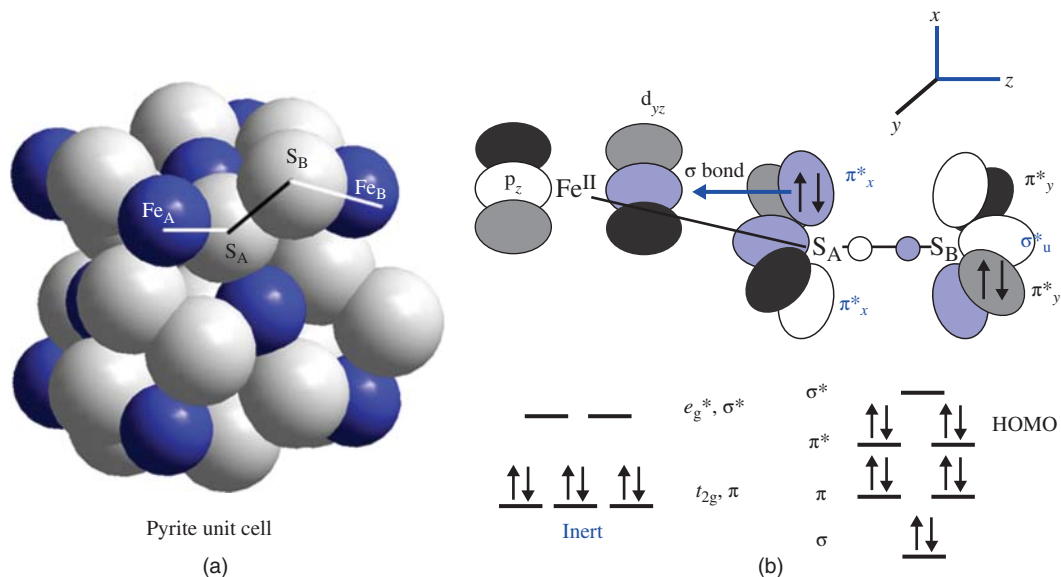 S_B
Fe_B
Fe_A
S_A
Pyrite unit cell
(a)
x
z
y
d_yz
p_z
Fe^II
σ bond
π*_x
π*_y
S_A
S_B
σ*_u
π*_x
π*_y
e_g*, σ*
σ*
HOMO
π*
t_2g, π
π
Inert
σ
(b)